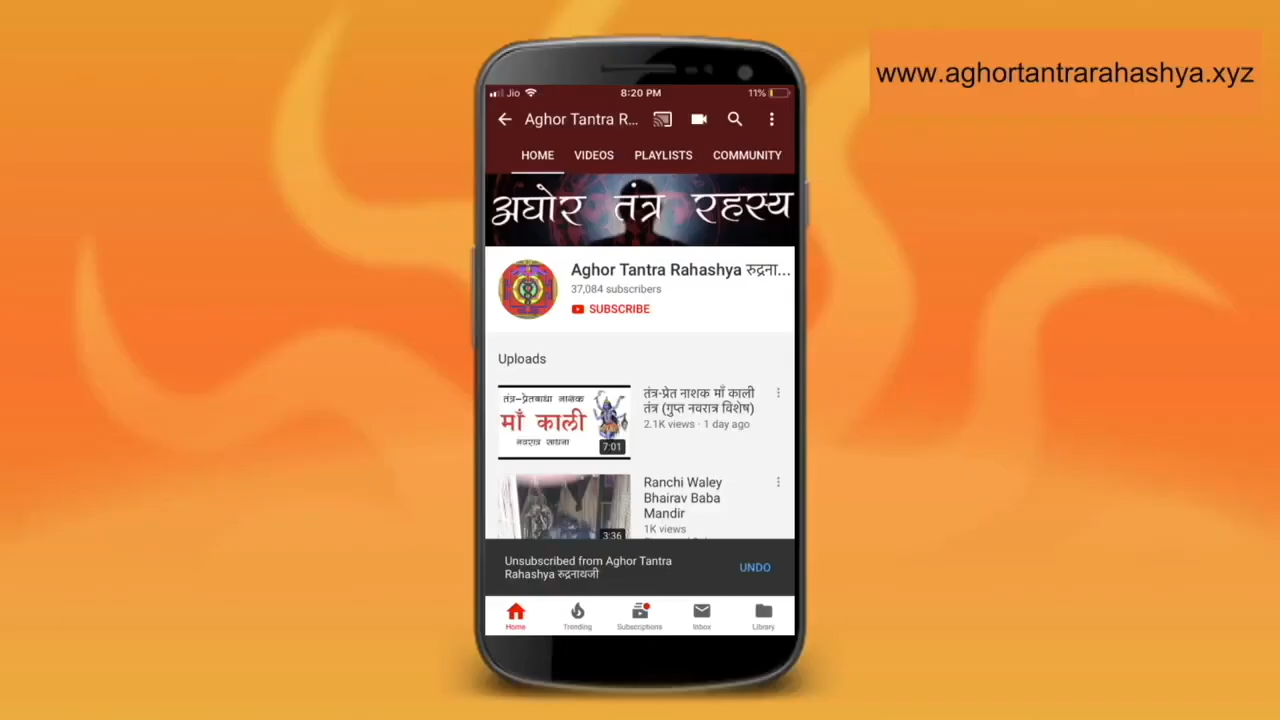 www.aghortantrarahashya.xyz
Jio 8:20 PM 11%
Aghor Tantra R...
HOME VIDEOS PLAYLISTS COMMUNITY
अघोर तंत्र रहस्य
Aghor Tantra Rahashya रुद्रना...
37,084 subscribers
SUBSCRIBE
Uploads
तंत्र-प्रेतबाधा नाशक
माँ काली
नवरात्र साधना
7:01
तंत्र-प्रेत नाशक माँ काली
तंत्र (गुप्त नवरात्र विशेष)
2.1K views · 1 day ago
3:36
Ranchi Waley
Bhairav Baba
Mandir
1K views
Unsubscribed from Aghor Tantra
Rahashya रुद्रनाथजी
UNDO
Home Trending Subscriptions Inbox Library